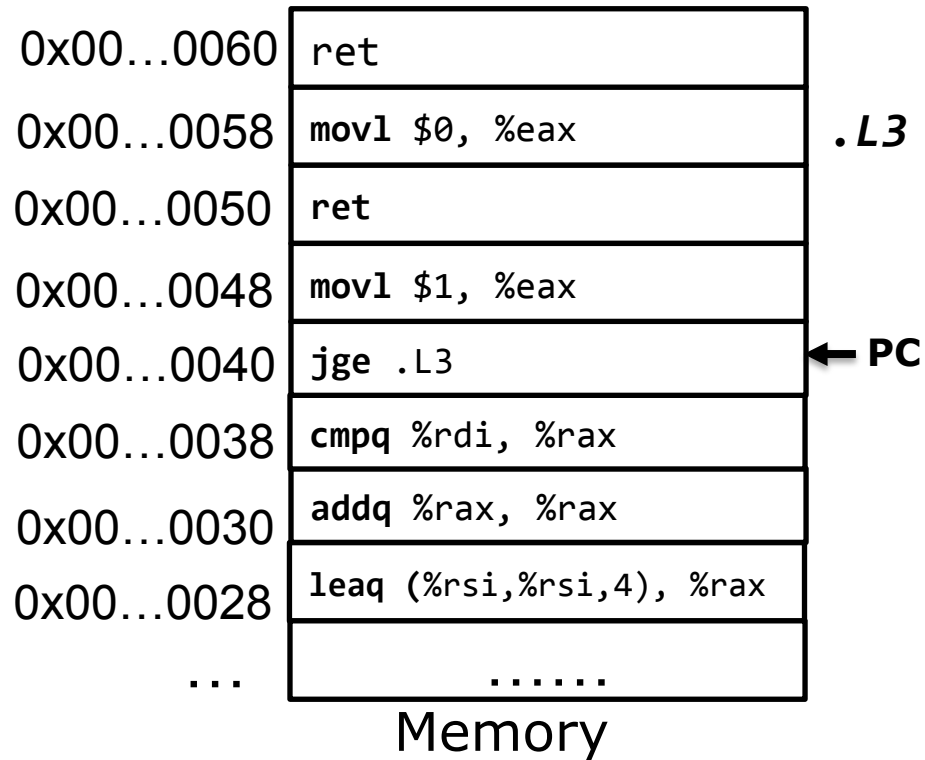 0x00…0060 ret
0x00…0058 movl $0, %eax .L3
0x00…0050 ret
0x00…0048 movl $1, %eax
0x00…0040 jge .L3 PC
0x00…0038 cmpq %rdi, %rax
0x00…0030 addq %rax, %rax
0x00…0028 leaq (%rsi,%rsi,4), %rax
... ......
Memory